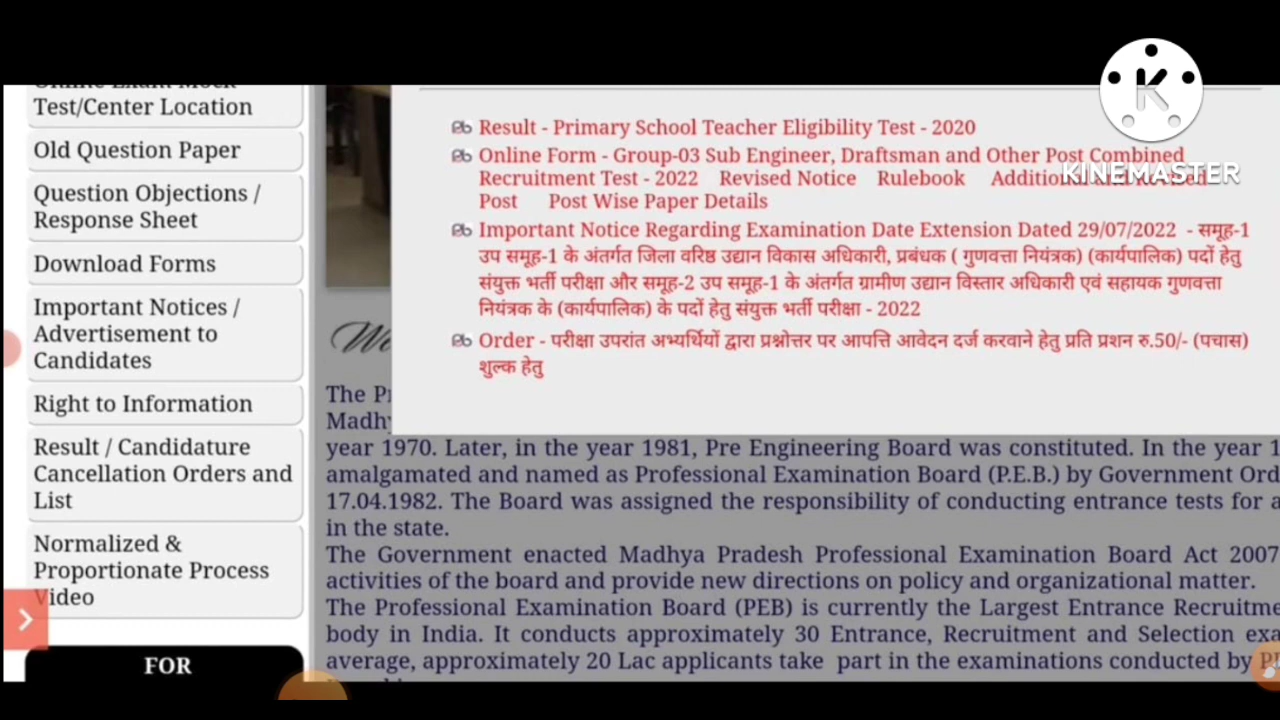 Test/Center Location
Old Question Paper
Question Objections /
Response Sheet
Download Forms
Important Notices /
Advertisement to
Candidates
Right to Information
Result / Candidature
Cancellation Orders and
List
Normalized &
Proportionate Process
Video
FOR
KINEMASTER
Result - Primary School Teacher Eligibility Test - 2020
Online Form - Group-03 Sub Engineer, Draftsman and Other Post Combined
Recruitment Test - 2022 Revised Notice Rulebook Additional
Post Post Wise Paper Details
Important Notice Regarding Examination Date Extension Dated 29/07/2022 - समूह-1
उप समूह-1 के अंतर्गत जिला वरिष्ठ उद्यान विकास अधिकारी, प्रबंधक ( गुणवत्ता नियंत्रक) (कार्यपालिक) पदों हेतु
संयुक्त भर्ती परीक्षा और समूह-2 उप समूह-1 के अंतर्गत ग्रामीण उद्यान विस्तार अधिकारी एवं सहायक गुणवत्ता
नियंत्रक के (कार्यपालिक) के पदों हेतु संयुक्त भर्ती परीक्षा - 2022
Order - परीक्षा उपरांत अभ्यर्थियों द्वारा प्रश्नोत्तर पर आपत्ति आवेदन दर्ज करवाने हेतु प्रति प्रशन रु.50/- (पचास)
शुल्क हेतु
The
year 1970. Later, in the year 1981, Pre Engineering Board was constituted. In the year
amalgamated and named as Professional Examination Board (P.E.B.) by Government
17.04.1982. The Board was assigned the responsibility of conducting entrance tests for
in the state.
The Government enacted Madhya Pradesh Professional Examination Board Act 2007
activities of the board and provide new directions on policy and organizational matter.
The Professional Examination Board (PEB) is currently the Largest Entrance
body in India. It conducts approximately 30 Entrance, Recruitment and Selection
average, approximately 20 Lac applicants take part in the examinations conducted by